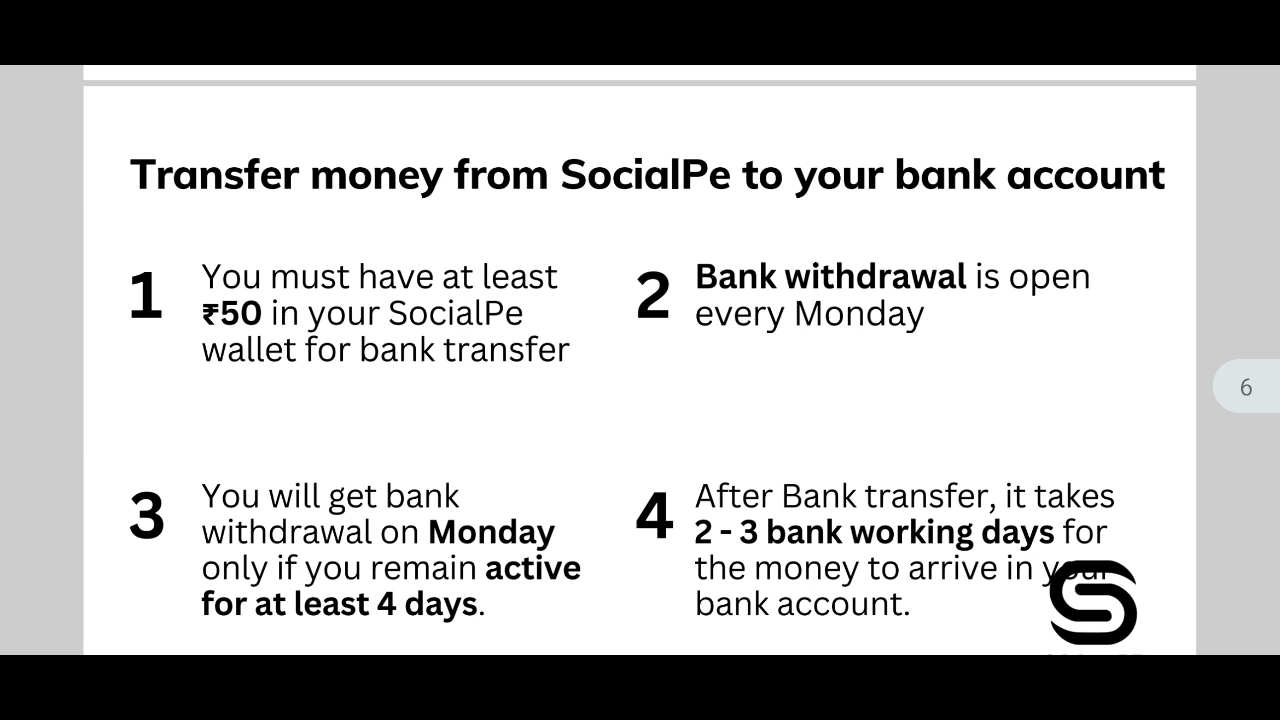 Transfer money from SocialPe to your bank account
1
You must have at least
₹50 in your SocialPe
wallet for bank transfer
2
Bank withdrawal is open
every Monday
3
You will get bank
withdrawal on Monday
only if you remain active
for at least 4 days.
4
After Bank transfer, it takes
2 - 3 bank working days for
the money to arrive in your
bank account.
6